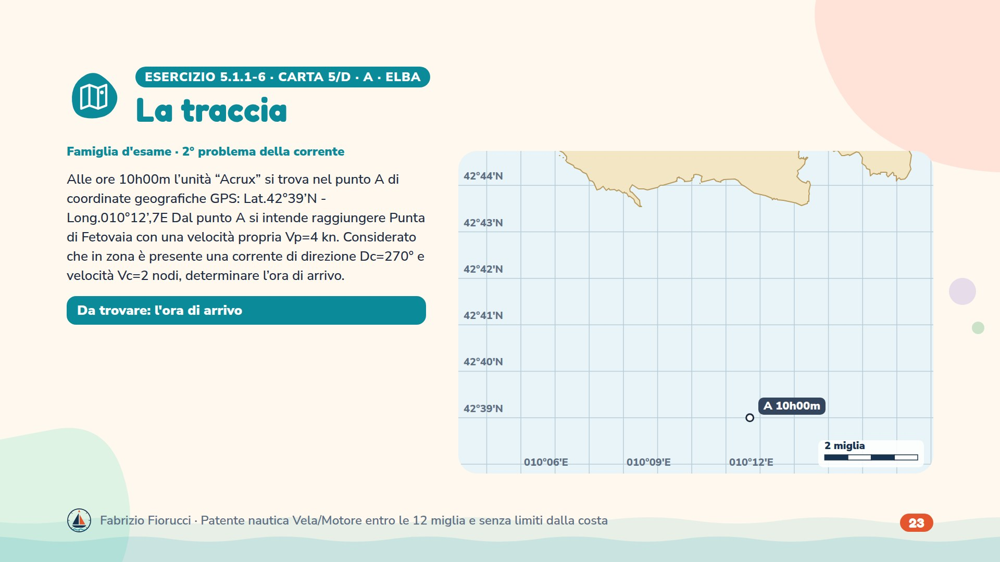 ESERCIZIO 5.1.1-6 · CARTA 5/D · A · ELBA
La traccia
Famiglia d'esame · 2° problema della corrente
Alle ore 10h00m l’unità “Acrux” si trova nel punto A di
coordinate geografiche GPS: Lat.42°39’N -
Long.010°12’,7E Dal punto A si intende raggiungere Punta
di Fetovaia con una velocità propria Vp=4 kn. Considerato
che in zona è presente una corrente di direzione Dc=270° e
velocità Vc=2 nodi, determinare l’ora di arrivo.
Da trovare: l'ora di arrivo
42°44'N
42°43'N
42°42'N
42°41'N
42°40'N
42°39'N
A 10h00m
2 miglia
010°06'E
010°09'E
010°12'E
Fabrizio Fiorucci · Patente nautica Vela/Motore entro le 12 miglia e senza limiti dalla costa
23